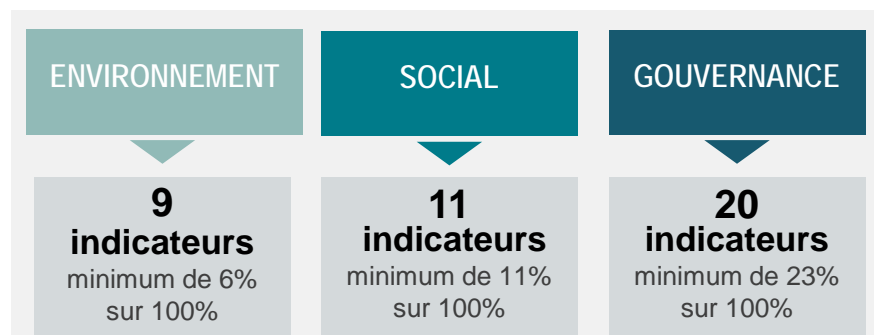 ENVIRONNEMENT
9
indicateurs
minimum de 6%
sur 100%
SOCIAL
11
indicateurs
minimum de 11%
sur 100%
GOUVERNANCE
20
indicateurs
minimum de 23%
sur 100%